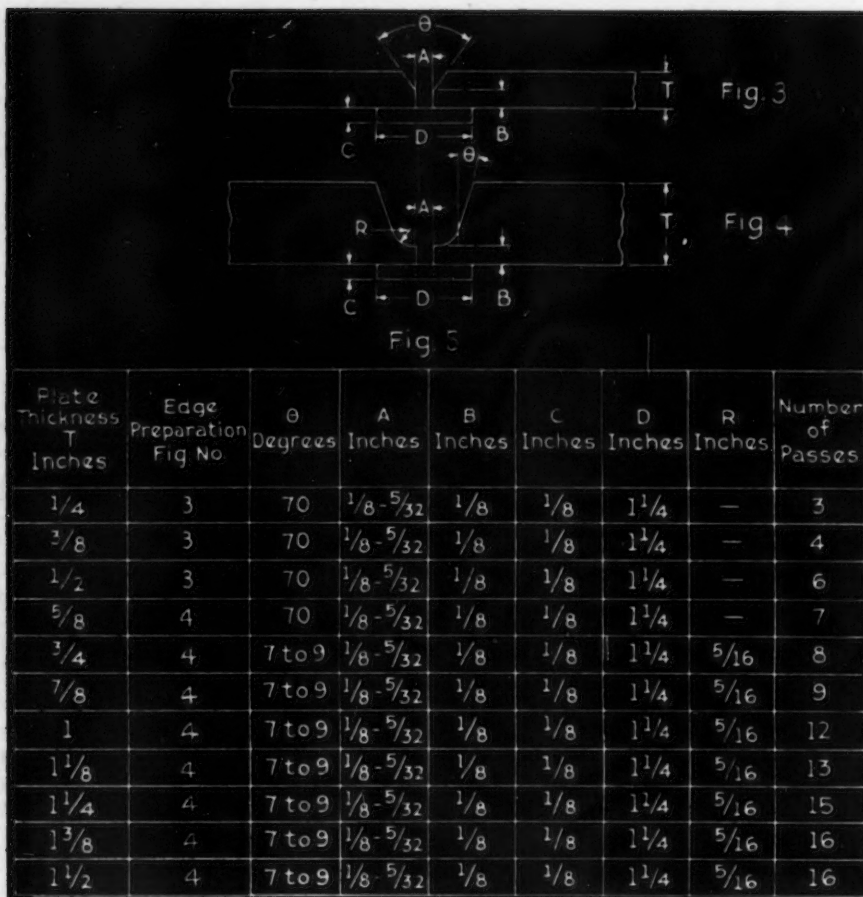 θ
A
T
Fig. 3
C
D
B
θ
A
R
T
Fig. 4
C
D
B
Fig. 5
Plate Thickness T Inches | Edge Preparation Fig No. | θ Degrees | A Inches | B Inches | C Inches | D Inches | R Inches | Number of Passes
1/4 | 3 | 70 | 1/8-5/32 | 1/8 | 1/8 | 1 1/4 | — | 3
3/8 | 3 | 70 | 1/8-5/32 | 1/8 | 1/8 | 1 1/4 | — | 4
1/2 | 3 | 70 | 1/8-5/32 | 1/8 | 1/8 | 1 1/4 | — | 6
5/8 | 4 | 70 | 1/8-5/32 | 1/8 | 1/8 | 1 1/4 | — | 7
3/4 | 4 | 7 to 9 | 1/8-5/32 | 1/8 | 1/8 | 1 1/4 | 5/16 | 8
7/8 | 4 | 7 to 9 | 1/8-5/32 | 1/8 | 1/8 | 1 1/4 | 5/16 | 9
1 | 4 | 7 to 9 | 1/8-5/32 | 1/8 | 1/8 | 1 1/4 | 5/16 | 12
1 1/8 | 4 | 7 to 9 | 1/8-5/32 | 1/8 | 1/8 | 1 1/4 | 5/16 | 13
1 1/4 | 4 | 7 to 9 | 1/8-5/32 | 1/8 | 1/8 | 1 1/4 | 5/16 | 15
1 3/8 | 4 | 7 to 9 | 1/8-5/32 | 1/8 | 1/8 | 1 1/4 | 5/16 | 16
1 1/2 | 4 | 7 to 9 | 1/8-5/32 | 1/8 | 1/8 | 1 1/4 | 5/16 | 16